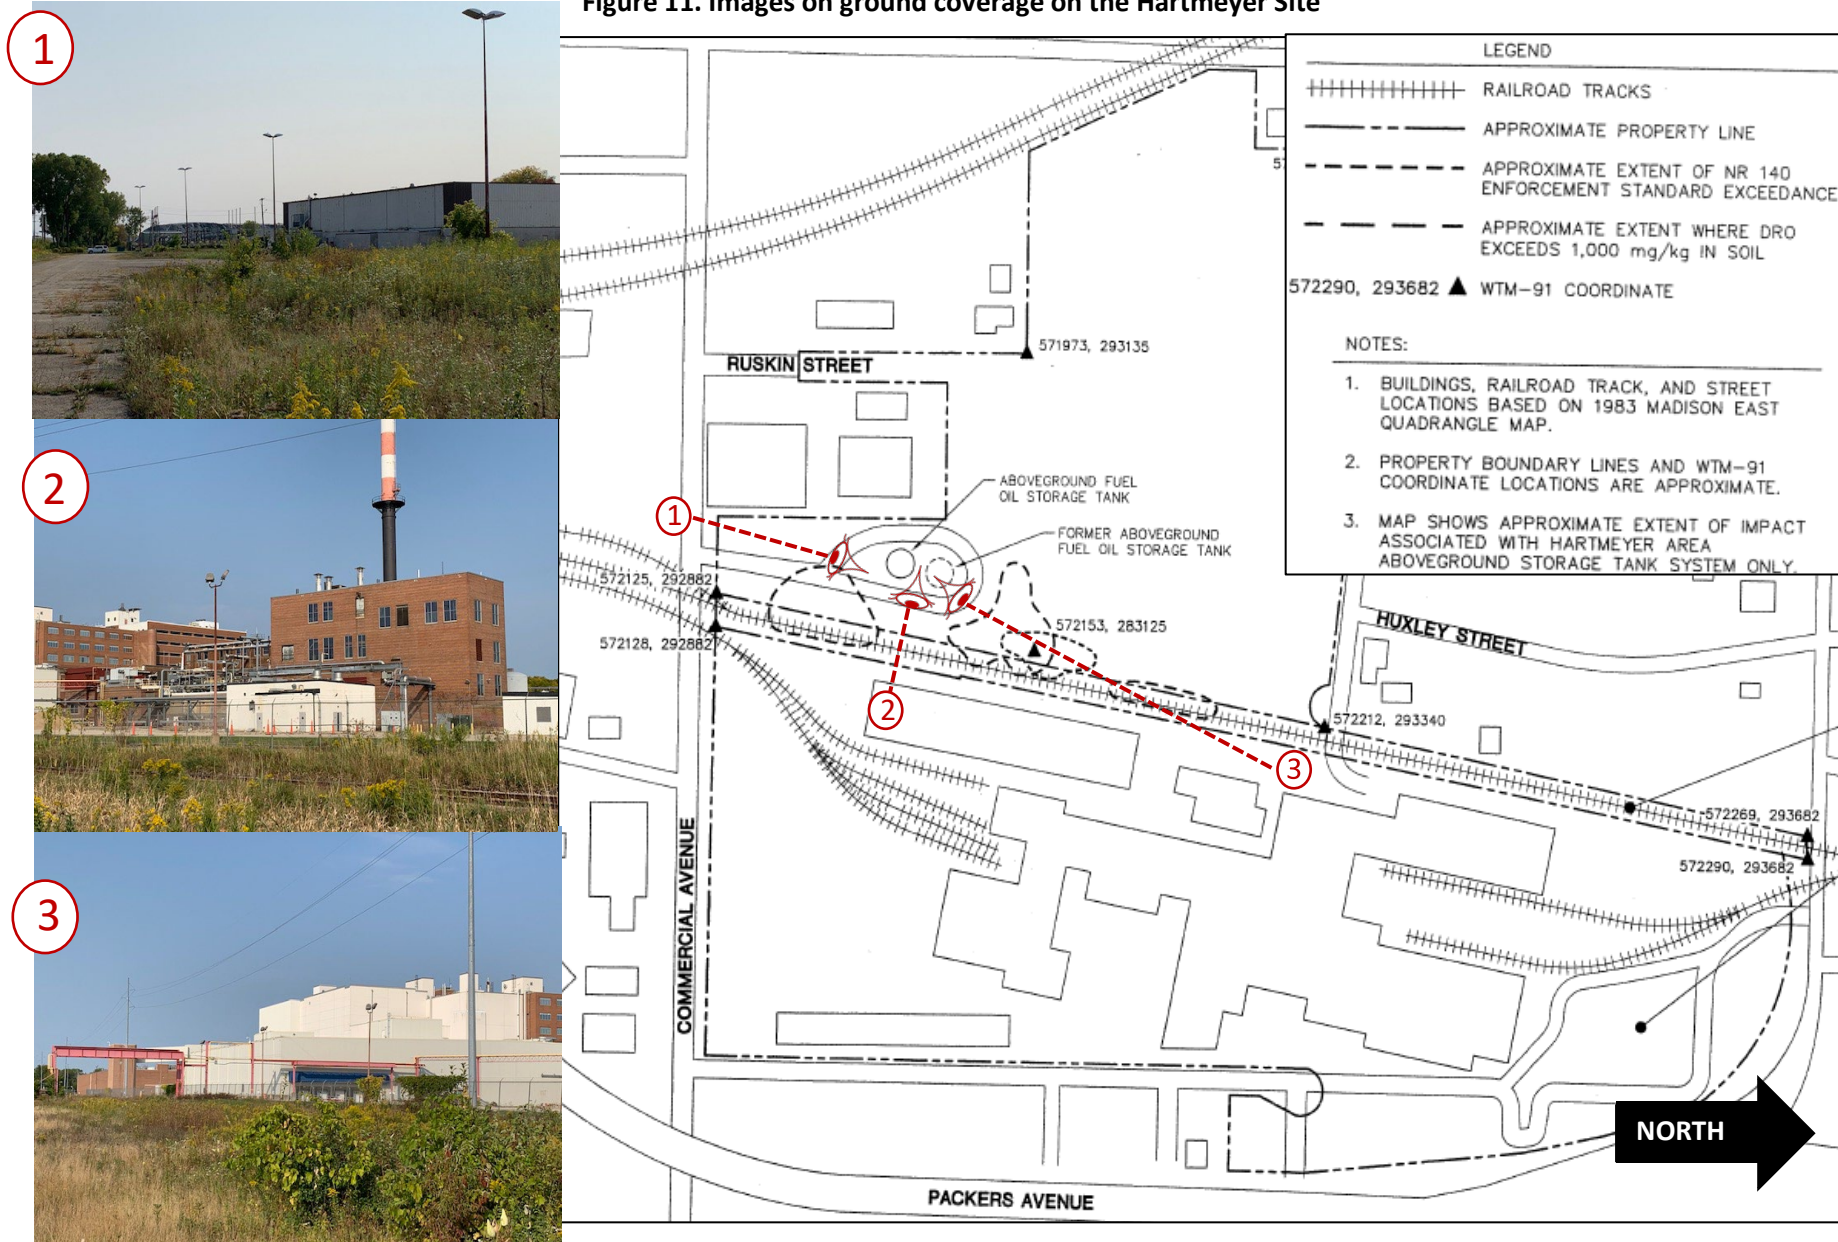 Figure 11. Images on ground coverage on the Hartmeyer Site
1
2
3
LEGEND
RAILROAD TRACKS
APPROXIMATE PROPERTY LINE
APPROXIMATE EXTENT OF NR 140
ENFORCEMENT STANDARD EXCEEDANCE
APPROXIMATE EXTENT WHERE DRO
EXCEEDS 1,000 mg/kg IN SOIL
572290, 293682 ▲ WTM-91 COORDINATE
NOTES:
1. BUILDINGS, RAILROAD TRACK, AND STREET
LOCATIONS BASED ON 1983 MADISON EAST
QUADRANGLE MAP.
2. PROPERTY BOUNDARY LINES AND WTM-91
COORDINATE LOCATIONS ARE APPROXIMATE.
3. MAP SHOWS APPROXIMATE EXTENT OF IMPACT
ASSOCIATED WITH HARTMEYER AREA
ABOVEGROUND STORAGE TANK SYSTEM ONLY.
57
571973, 293135
RUSKIN STREET
ABOVEGROUND FUEL
OIL STORAGE TANK
1
FORMER ABOVEGROUND
FUEL OIL STORAGE TANK
572125, 292882
572153, 283125
HUXLEY STREET
572128, 292882
2
572212, 293340
3
572269, 293682
572290, 293682
COMMERCIAL AVENUE
NORTH
PACKERS AVENUE